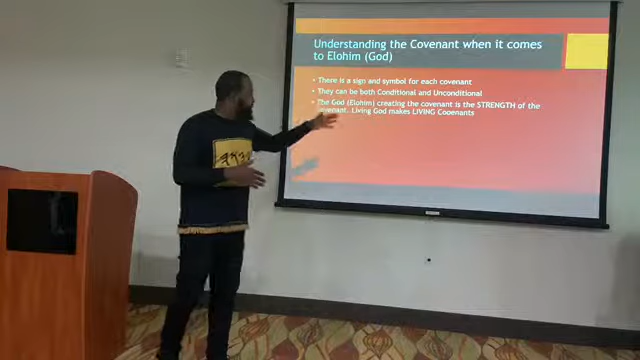 Understanding the Covenant when it comes
to Elohim (God)
• There is a sign and symbol for each covenant
• They can be both Conditional and Unconditional
• The God (Elohim) creating the covenant is the STRENGTH of the
Living God makes LIVING